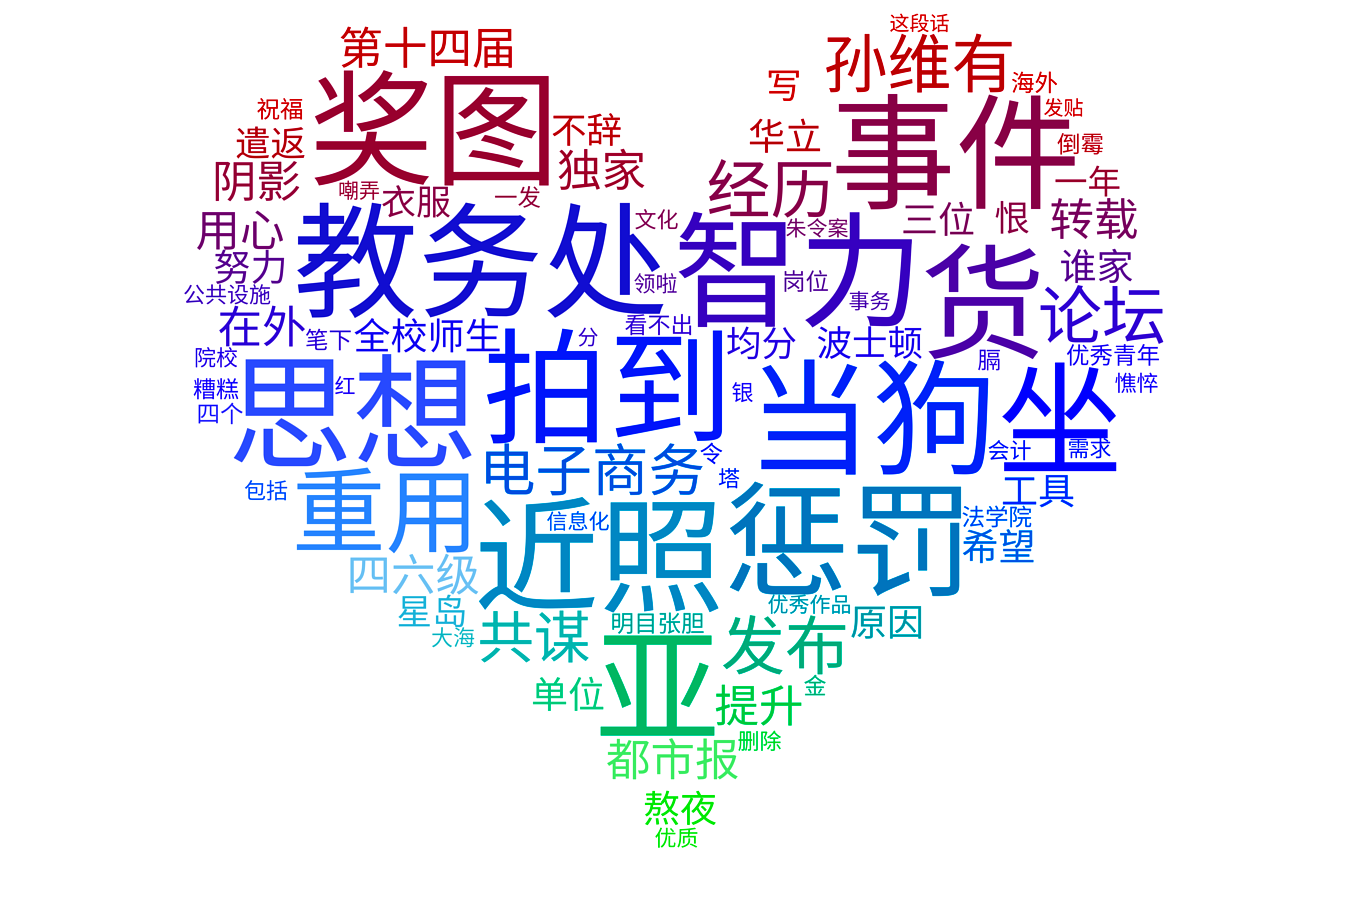 这段话
第十四届
孙维有
写
海外
祝福
奖图
事件
发贴
遣返
不辞
华立
倒霉
阴影
独家
经历
一年
嘲弄
衣服
一发
三位
恨
转载
用心
教务处
文化
智力
朱令案
努力
货
谁家
公共设施
领啦
岗位
事务
论坛
在外
笔下
全校师生
分
看不出
均分
波士顿
院校
膈
优秀青年
糟糕
红
思想
拍到
银
当狗坐
憔悴
四个
电子商务
令
会计
需求
包括
重用
塔
工具
近照
信息化
惩罚
法学院
希望
四六级
星岛
大海
共谋
明目张胆
优秀作品
发布
原因
亚
单位
提升
金
都市报
删除
熬夜
优质